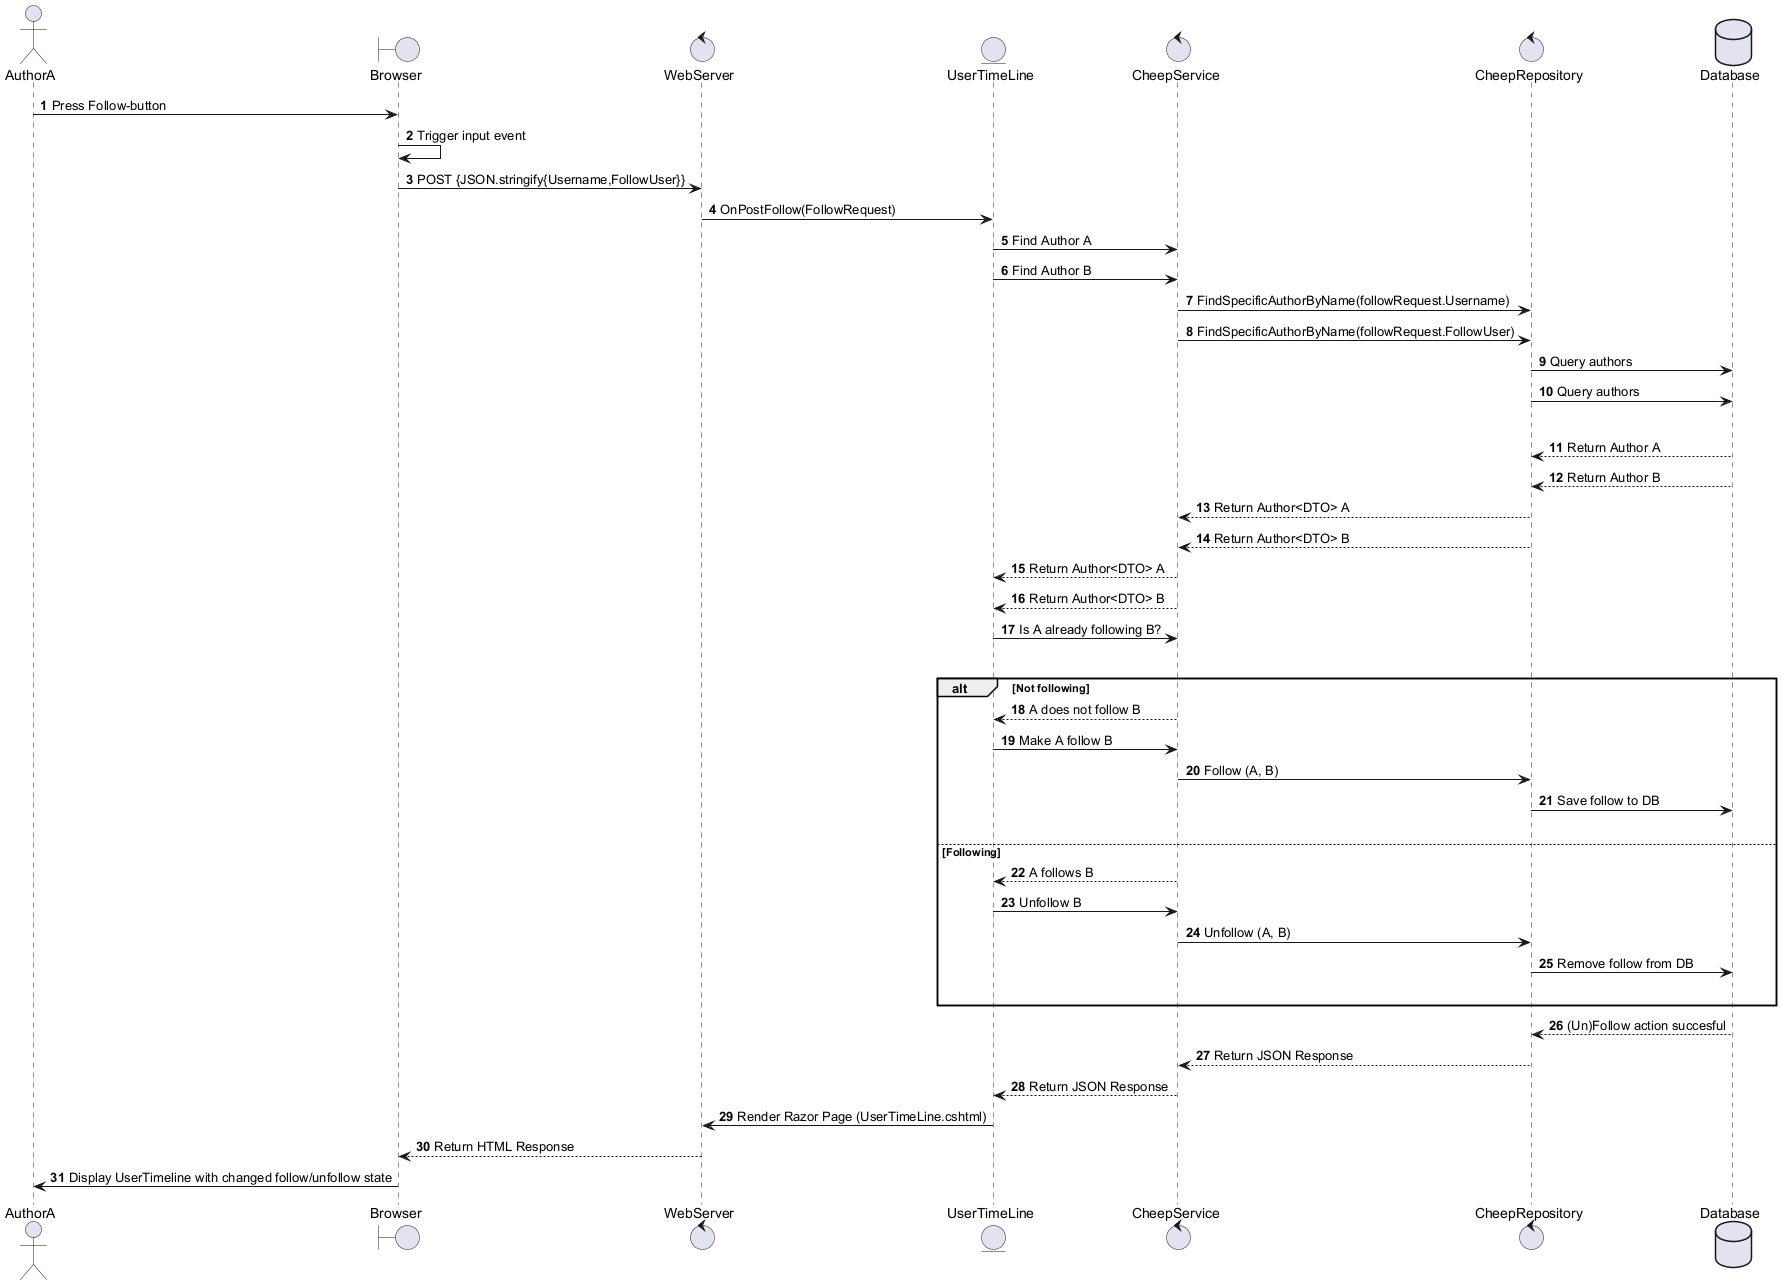 AuthorA
Browser
WebServer
UserTimeLine
CheepService
CheepRepository
Database
1 Press Follow-button
2 Trigger input event
3 POST {JSON.stringify{Username,FollowUser}}
4 OnPostFollow(FollowRequest)
5 Find Author A
6 Find Author B
7 FindSpecificAuthorByName(followRequest.Username)
8 FindSpecificAuthorByName(followRequest.FollowUser)
9 Query authors
10 Query authors
11 Return Author A
12 Return Author B
13 Return Author<DTO> A
14 Return Author<DTO> B
15 Return Author<DTO> A
16 Return Author<DTO> B
17 Is A already following B?
alt [Not following]
18 A does not follow B
19 Make A follow B
20 Follow (A, B)
21 Save follow to DB
[Following]
22 A follows B
23 Unfollow B
24 Unfollow (A, B)
25 Remove follow from DB
26 (Un)Follow action succesful
27 Return JSON Response
28 Return JSON Response
29 Render Razor Page (UserTimeLine.cshtml)
30 Return HTML Response
31 Display UserTimeline with changed follow/unfollow state
AuthorA
Browser
WebServer
UserTimeLine
CheepService
CheepRepository
Database